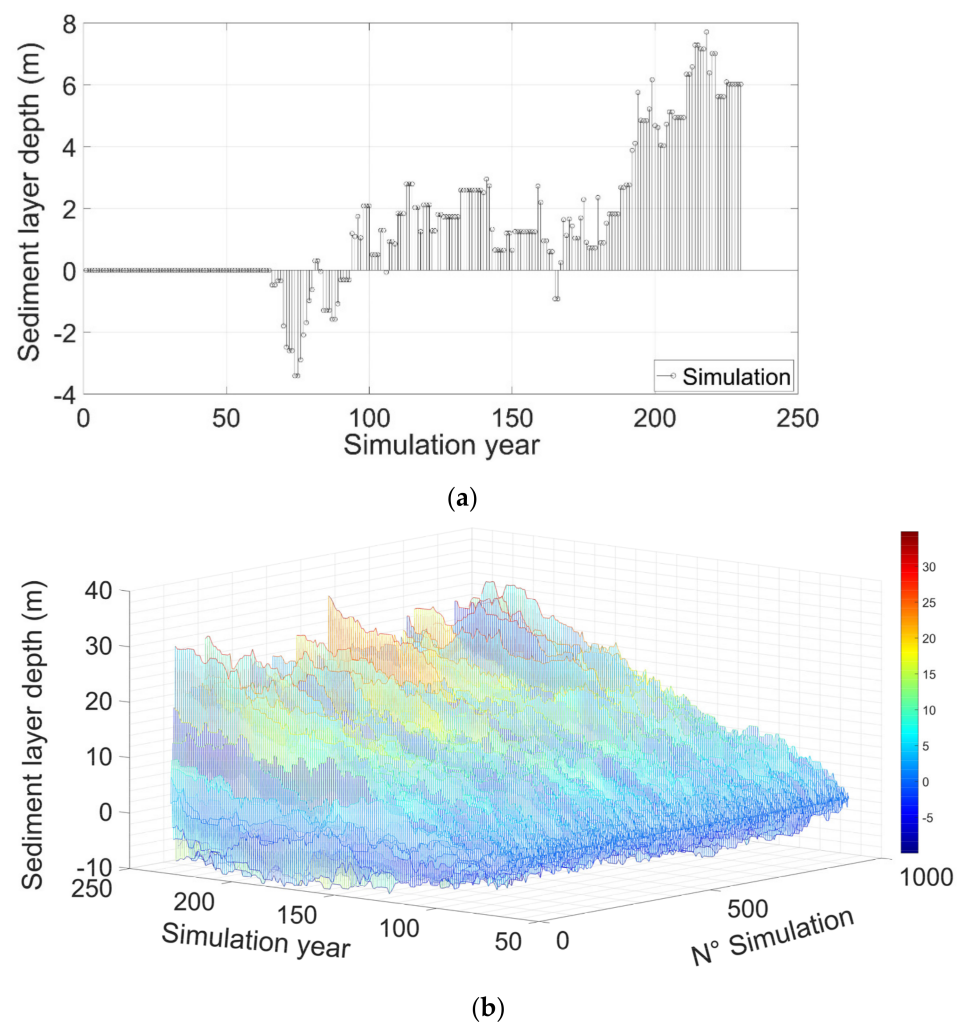 8
6
4
2
0
-2
-4
Sediment layer depth (m)
Simulation
0 50 100 150 200 250
Simulation year
(a)
40
30
20
10
0
-10
Sediment layer depth (m)
250 200 150 100 50
Simulation year
0 500 1000
N° Simulation
30
25
20
15
10
5
0
-5
(b)